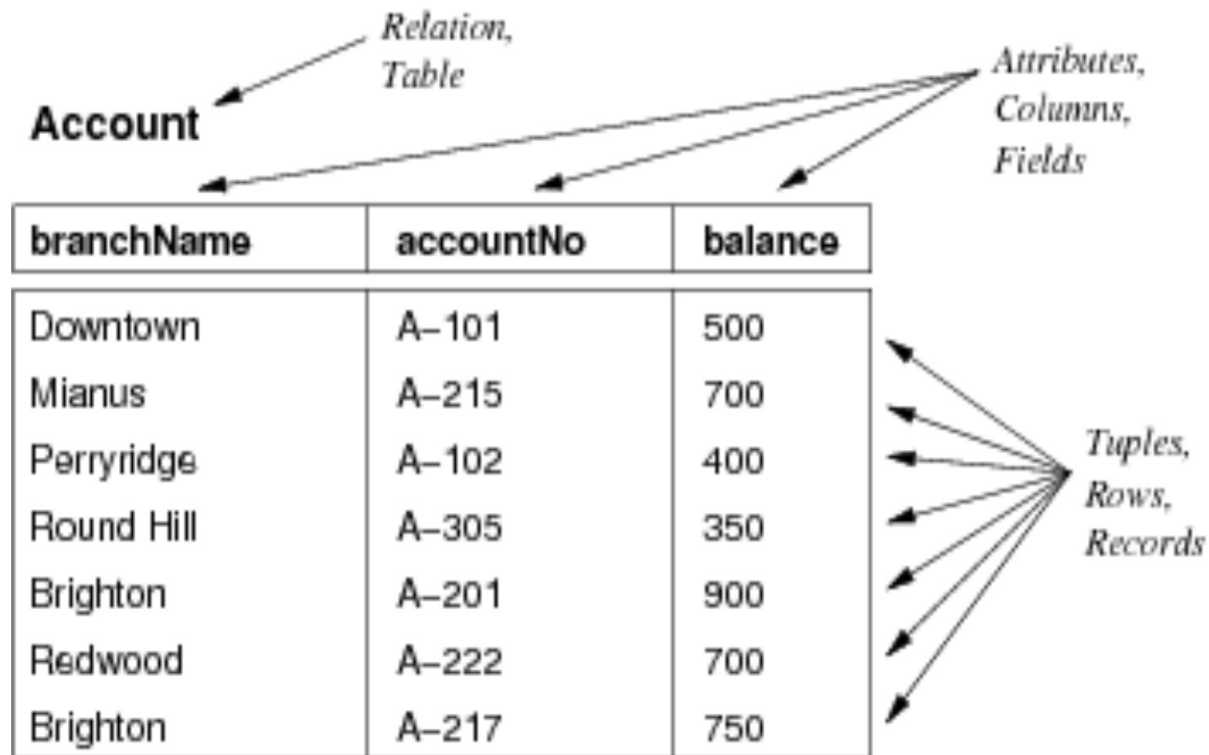 Relation,
Table
Account
Attributes,
Columns,
Fields
branchName accountNo balance
Downtown A–101 500
Mianus A–215 700
Perryridge A–102 400
Round Hill A–305 350
Brighton A–201 900
Redwood A–222 700
Brighton A–217 750
Tuples,
Rows,
Records